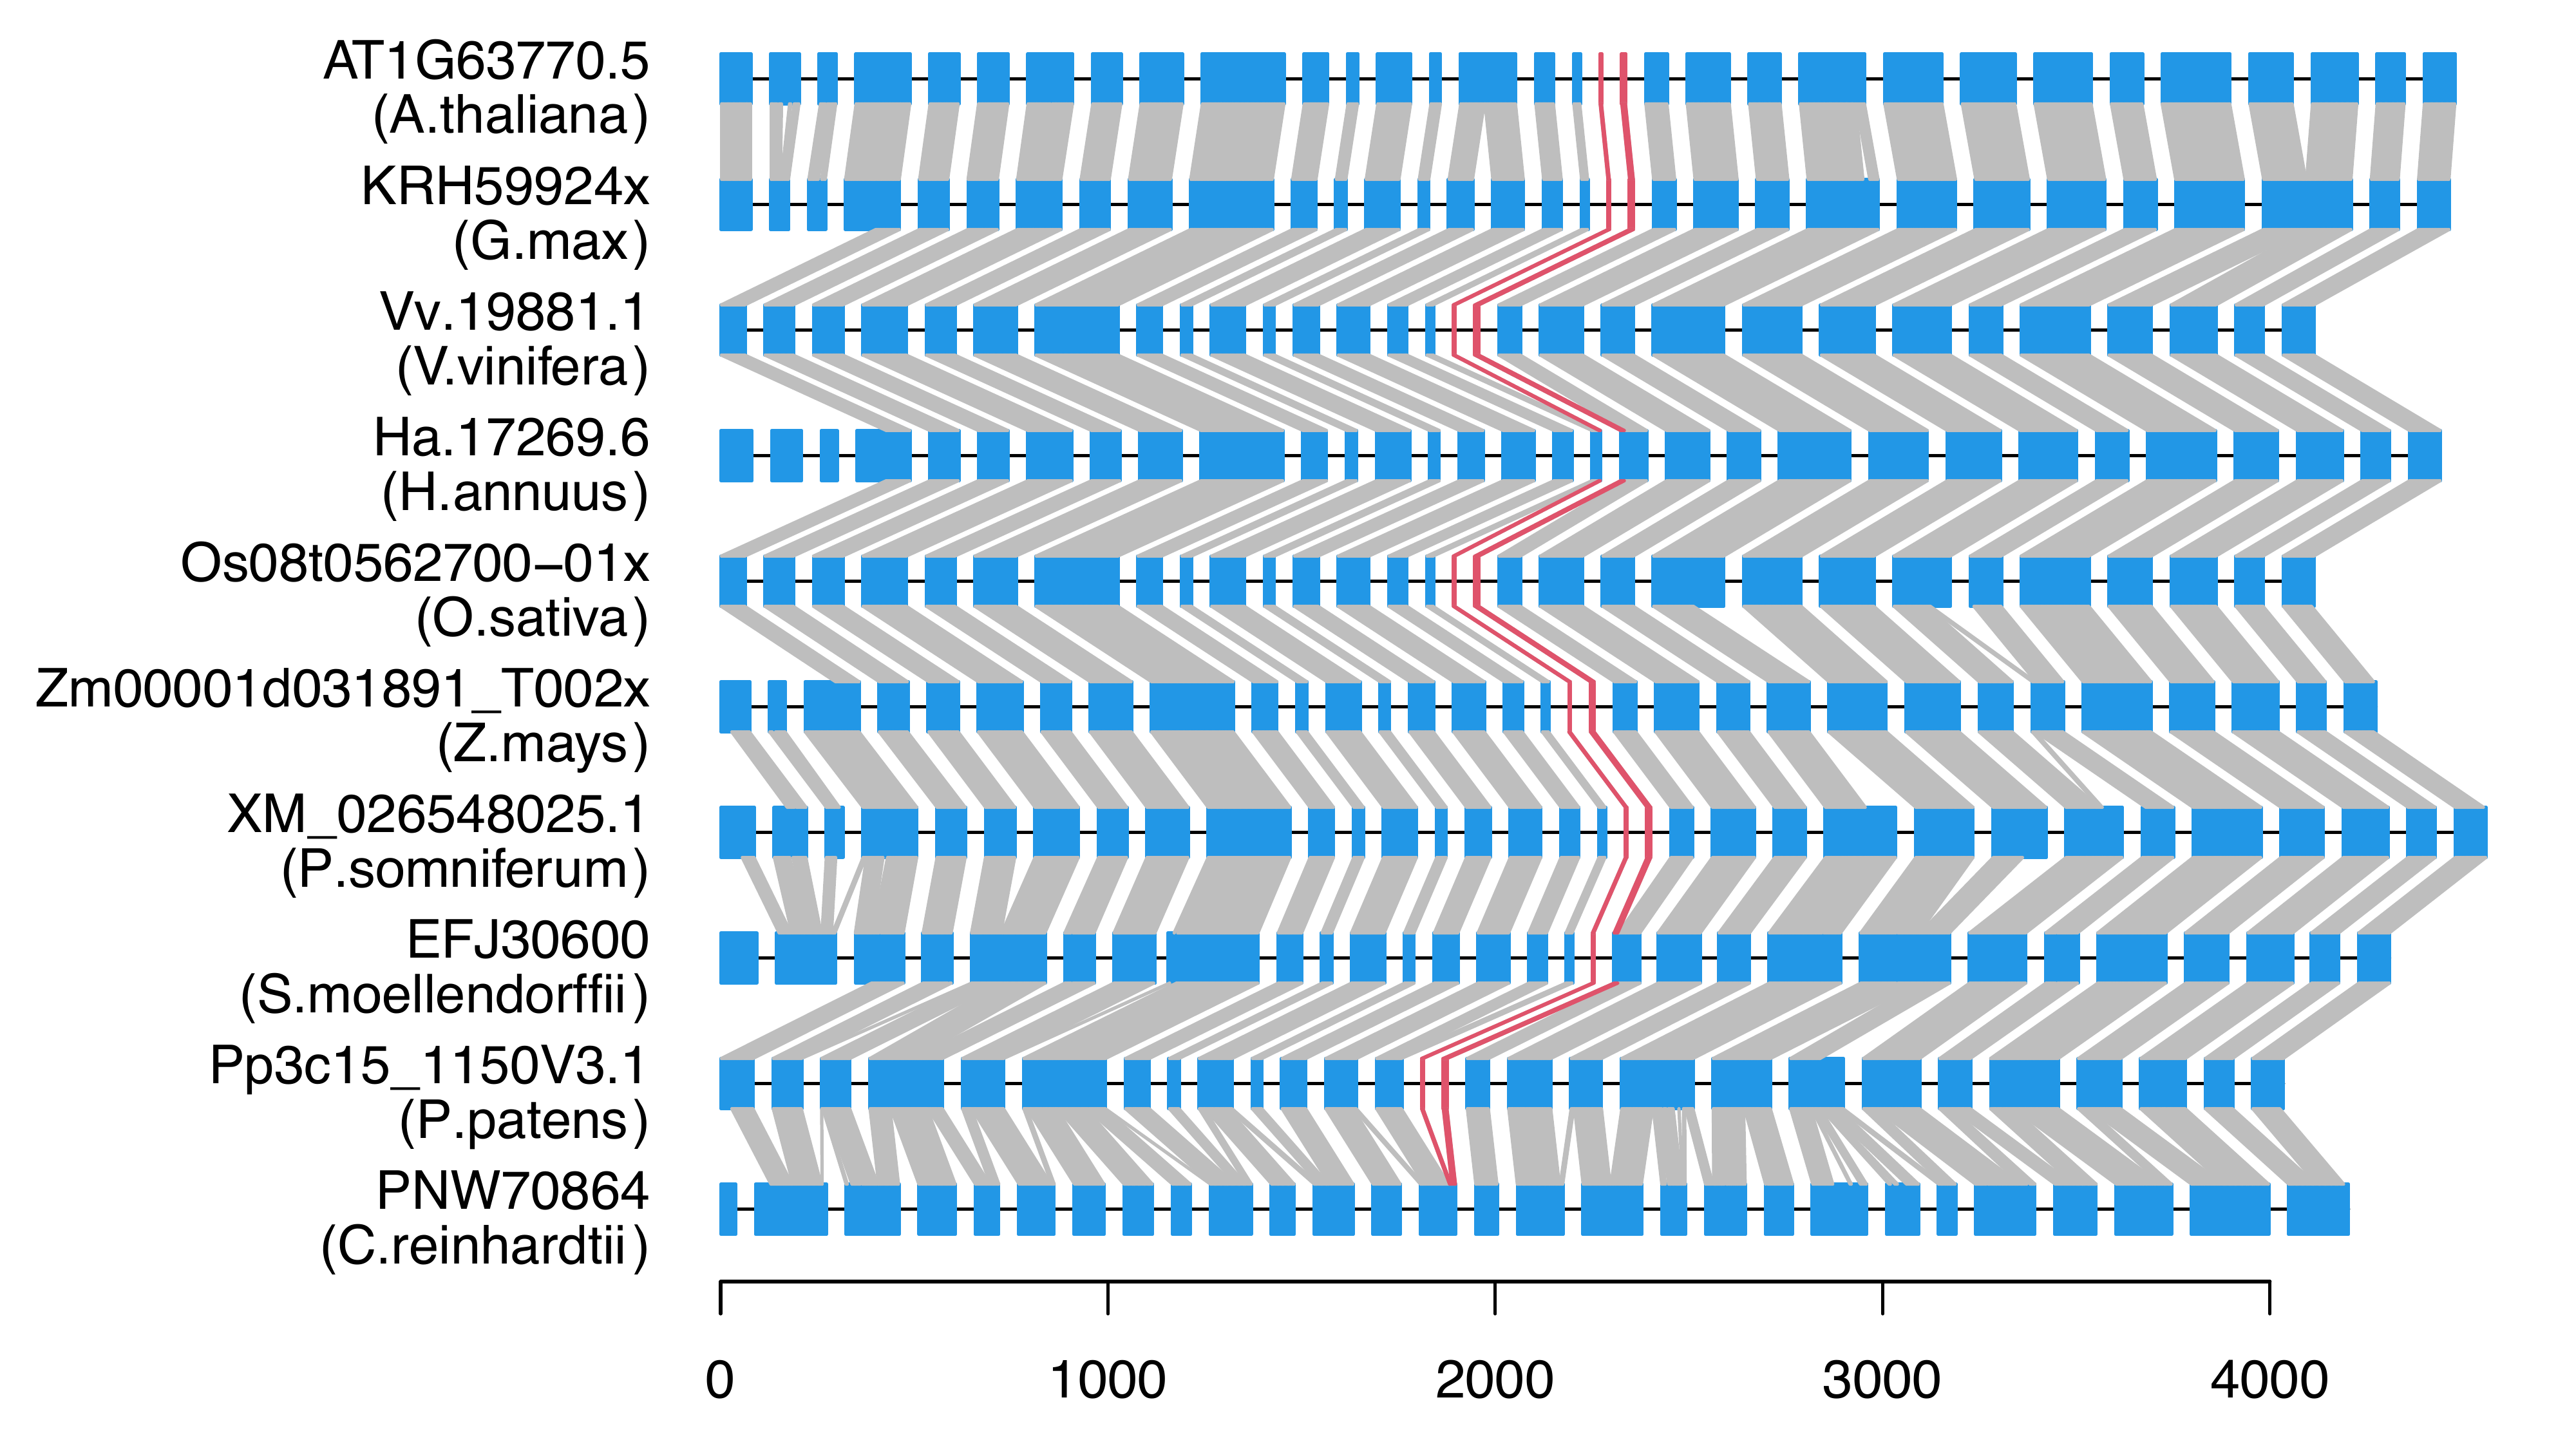 AT1G63770.5
(A.thaliana)
KRH59924x
(G.max)
Vv.19881.1
(V.vinifera)
Ha.17269.6
(H.annuus)
Os08t0562700−01x
(O.sativa)
Zm00001d031891_T002x
(Z.mays)
XM_026548025.1
(P.somniferum)
EFJ30600
(S.moellendorffii)
Pp3c15_1150V3.1
(P.patens)
PNW70864
(C.reinhardtii)
0 1000 2000 3000 4000